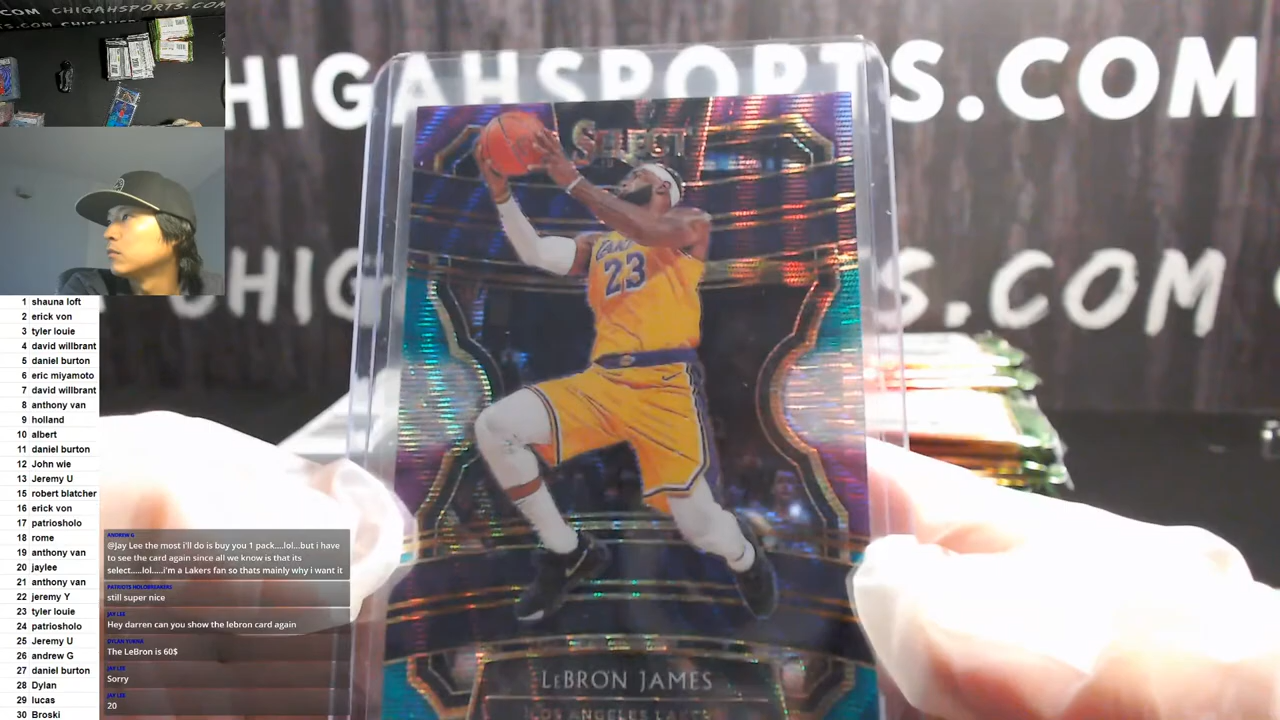 COM CHIGAHSPORTS.COM
HIGAHSPORTS.COM
SELECT
23
LEBRON JAMES
LOS ANGELES LAKERS
1 shauna loft
2 erick von
3 tyler louie
4 david willbrant
5 daniel burton
6 eric miyamoto
7 david willbrant
8 anthony van
9 holland
10 albert
11 daniel burton
12 John wie
13 Jeremy U
15 robert blatcher
16 erick von
17 patriosholo
18 rome
19 anthony van
20 jaylee
21 anthony van
22 jeremy Y
23 tyler louie
24 patriosholo
25 Jeremy U
26 andrew G
27 daniel burton
28 Dylan
29 lucas
30 Broski
ANDREW G
@Jay Lee the most i'll do is buy you 1 pack....lol...but i have
to see the card again since all we know is that its
select.....lol.....i'm a Lakers fan so thats mainly why i want it
PATRIOTS HOLOBREAKERS
still super nice
JAY LEE
Hey darren can you show the lebron card again
The LeBron is 60$
JAY LEE
Sorry
JAY LEE
20